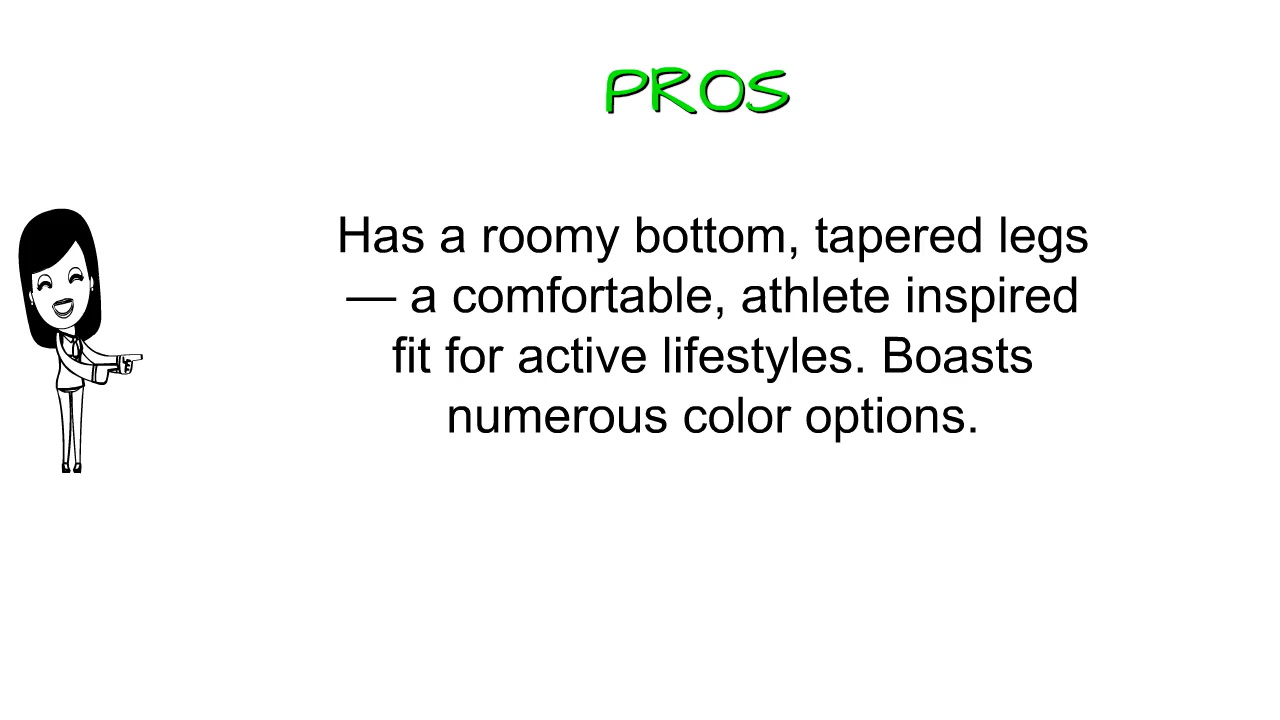 PROS
Has a roomy bottom, tapered legs
— a comfortable, athlete inspired
fit for active lifestyles. Boasts
numerous color options.